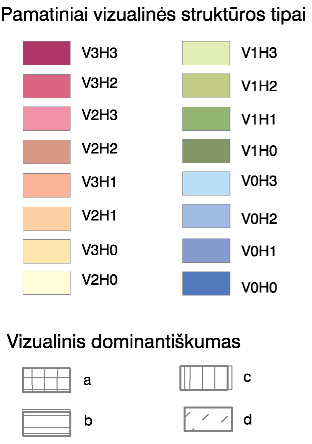 Pamatiniai vizualinės struktūros tipai
V3H3
V3H2
V2H3
V2H2
V3H1
V2H1
V3H0
V2H0
V1H3
V1H2
V1H1
V1H0
V0H3
V0H2
V0H1
V0H0
Vizualinis dominantiškumas
a
b
c
d